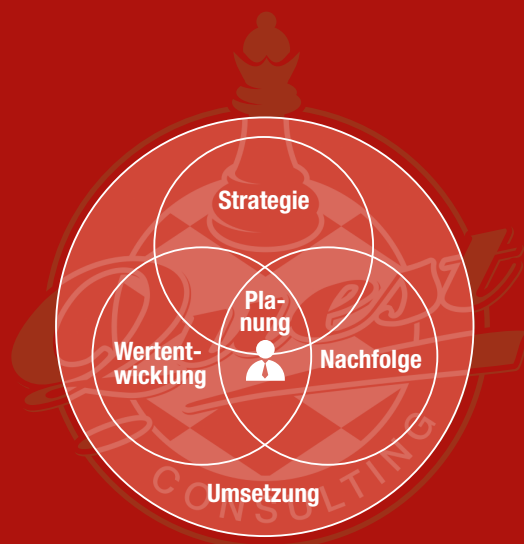 Strategie
Pla-
nung
Wertent-
wicklung
Nachfolge
Umsetzung
CONSULTING